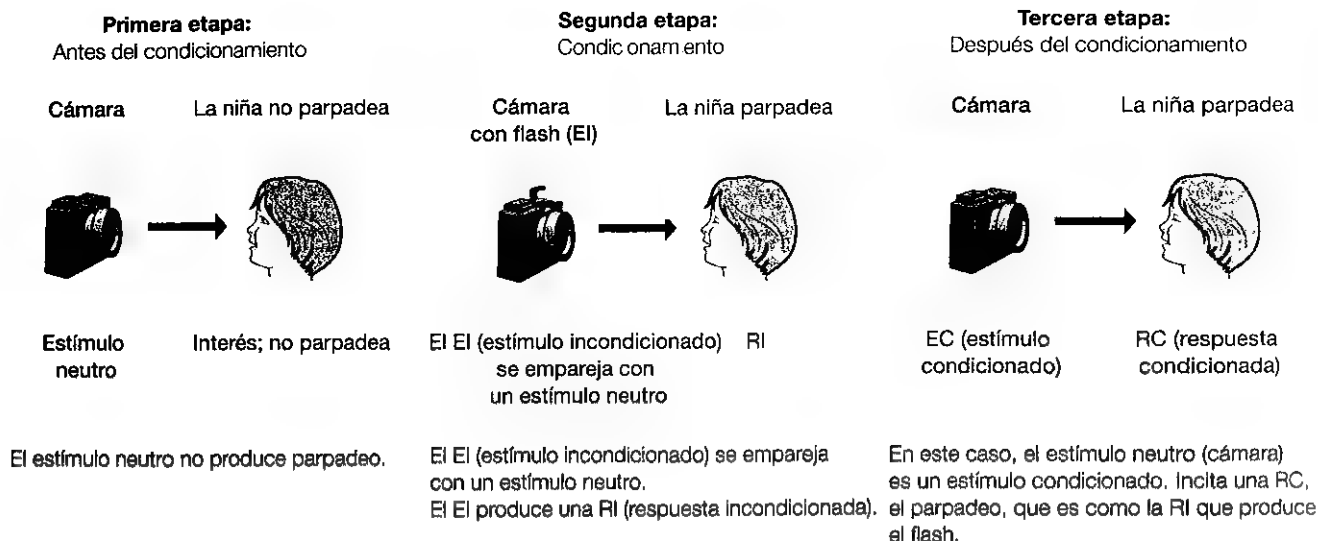 Primera etapa:
Antes del condicionamiento
Cámara
La niña no parpadea
Estímulo
neutro
Interés; no parpadea
El estímulo neutro no produce parpadeo.
Segunda etapa:
Condic onam ento
Cámara
con flash (EI)
La niña parpadea
El EI (estímulo incondicionado)
se empareja con
un estímulo neutro
RI
El EI (estímulo incondicionado) se empareja
con un estímulo neutro.
El EI produce una RI (respuesta incondicionada).
Tercera etapa:
Después del condicionamiento
Cámara
La niña parpadea
EC (estímulo
condicionado)
RC (respuesta
condicionada)
En este caso, el estímulo neutro (cámara)
es un estímulo condicionado. Incita una RC,
el parpadeo, que es como la RI que produce
el flash.